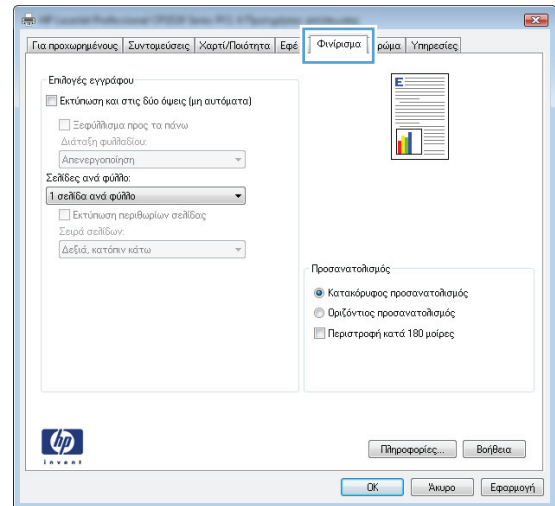 Για προχωρημένους Συντομεύσεις Χαρτί/Ποιότητα Εφέ Φινίρισμα ρώμα Υπηρεσίες
Επιλογές εγγράφου
Εκτύπωση και στις δύο όψεις (μη αυτόματα)
Ξεφύλλισμα προς τα πάνω
Διάταξη φυλλαδίου:
Απενεργοποίηση
Σελίδες ανά φύλλο:
1 σελίδα ανά φύλλο
Εκτύπωση περιθωρίων σελίδας
Σειρά σελίδων:
Δεξιά, κατόπιν κάτω
E
Προσανατολισμός
Κατακόρυφος προσανατολισμός
Οριζόντιος προσανατολισμός
Περιστροφή κατά 180 μοίρες
hp
invent
Πληροφορίες... Βοήθεια
OK Άκυρο Εφαρμογή